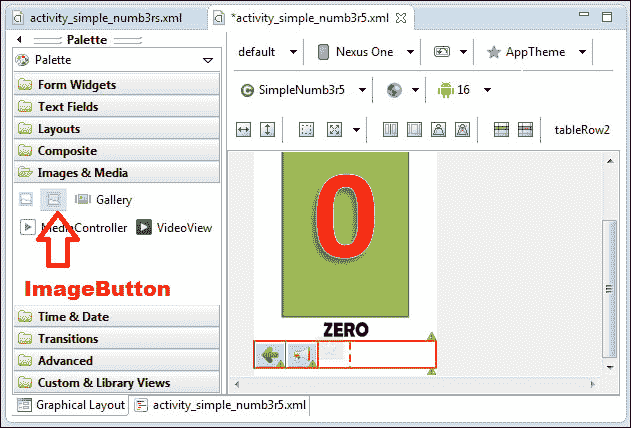 activity_simple_numb3rs.xml
*activity_simple_numb3r5.xml
Palette
Palette
Form Widgets
Text Fields
Layouts
Composite
Images & Media
Gallery
MediaController
VideoView
ImageButton
Time & Date
Transitions
Advanced
Custom & Library Views
Graphical Layout
activity_simple_numb3r5.xml
default
Nexus One
AppTheme
SimpleNumb3r5
16
tableRow2
0
ZERO